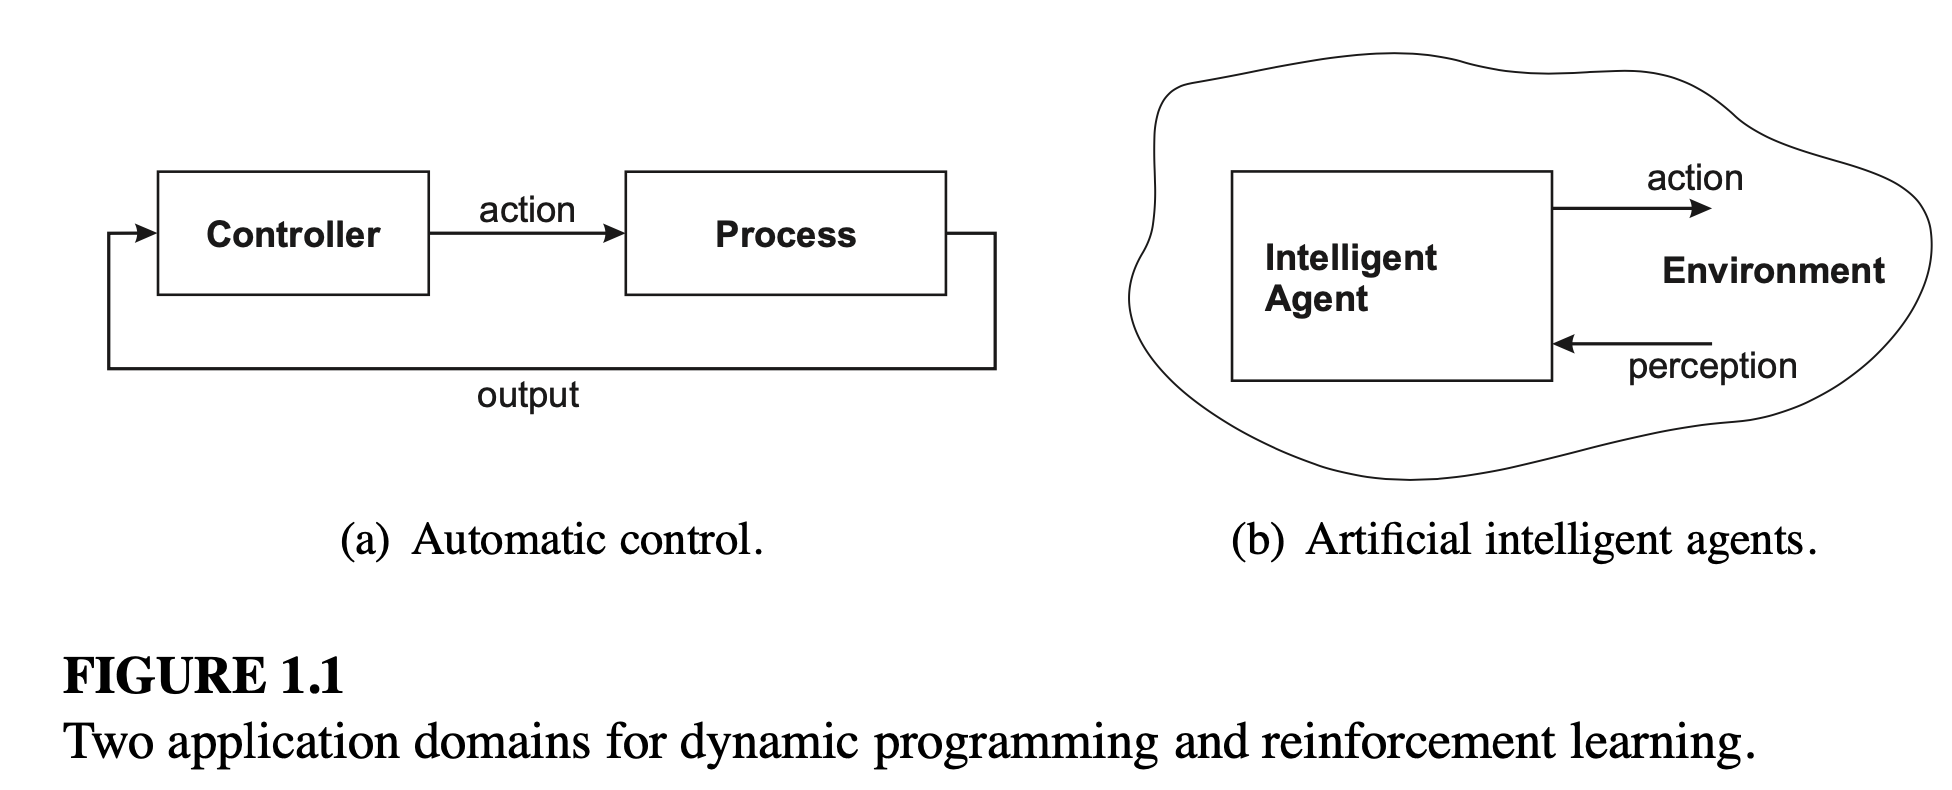 Controller
action
Process
output
(a) Automatic control.
action
Intelligent
Agent
Environment
perception
(b) Artificial intelligent agents.
FIGURE 1.1
Two application domains for dynamic programming and reinforcement learning.